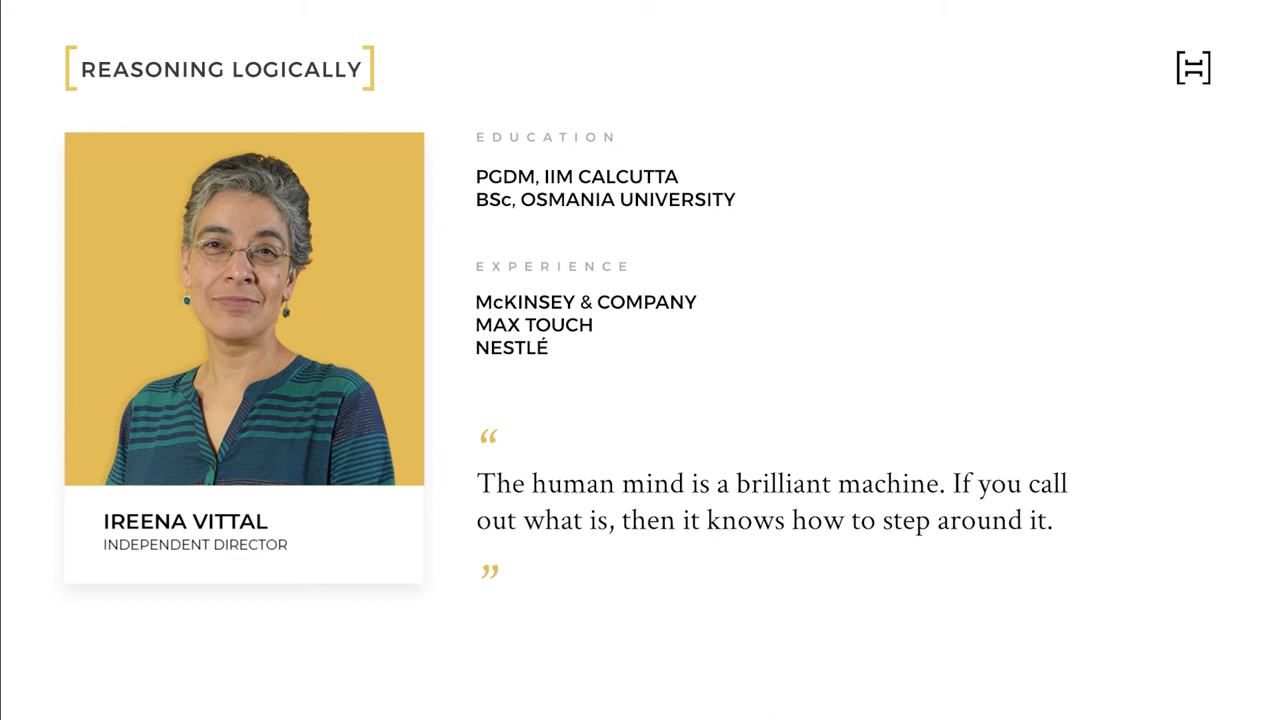 [REASONING LOGICALLY]
EDUCATION
PGDM, IIM CALCUTTA
BSc, OSMANIA UNIVERSITY
EXPERIENCE
McKINSEY & COMPANY
MAX TOUCH
NESTLÉ
“
The human mind is a brilliant machine. If you call
out what is, then it knows how to step around it.
”
IREENA VITTAL
INDEPENDENT DIRECTOR